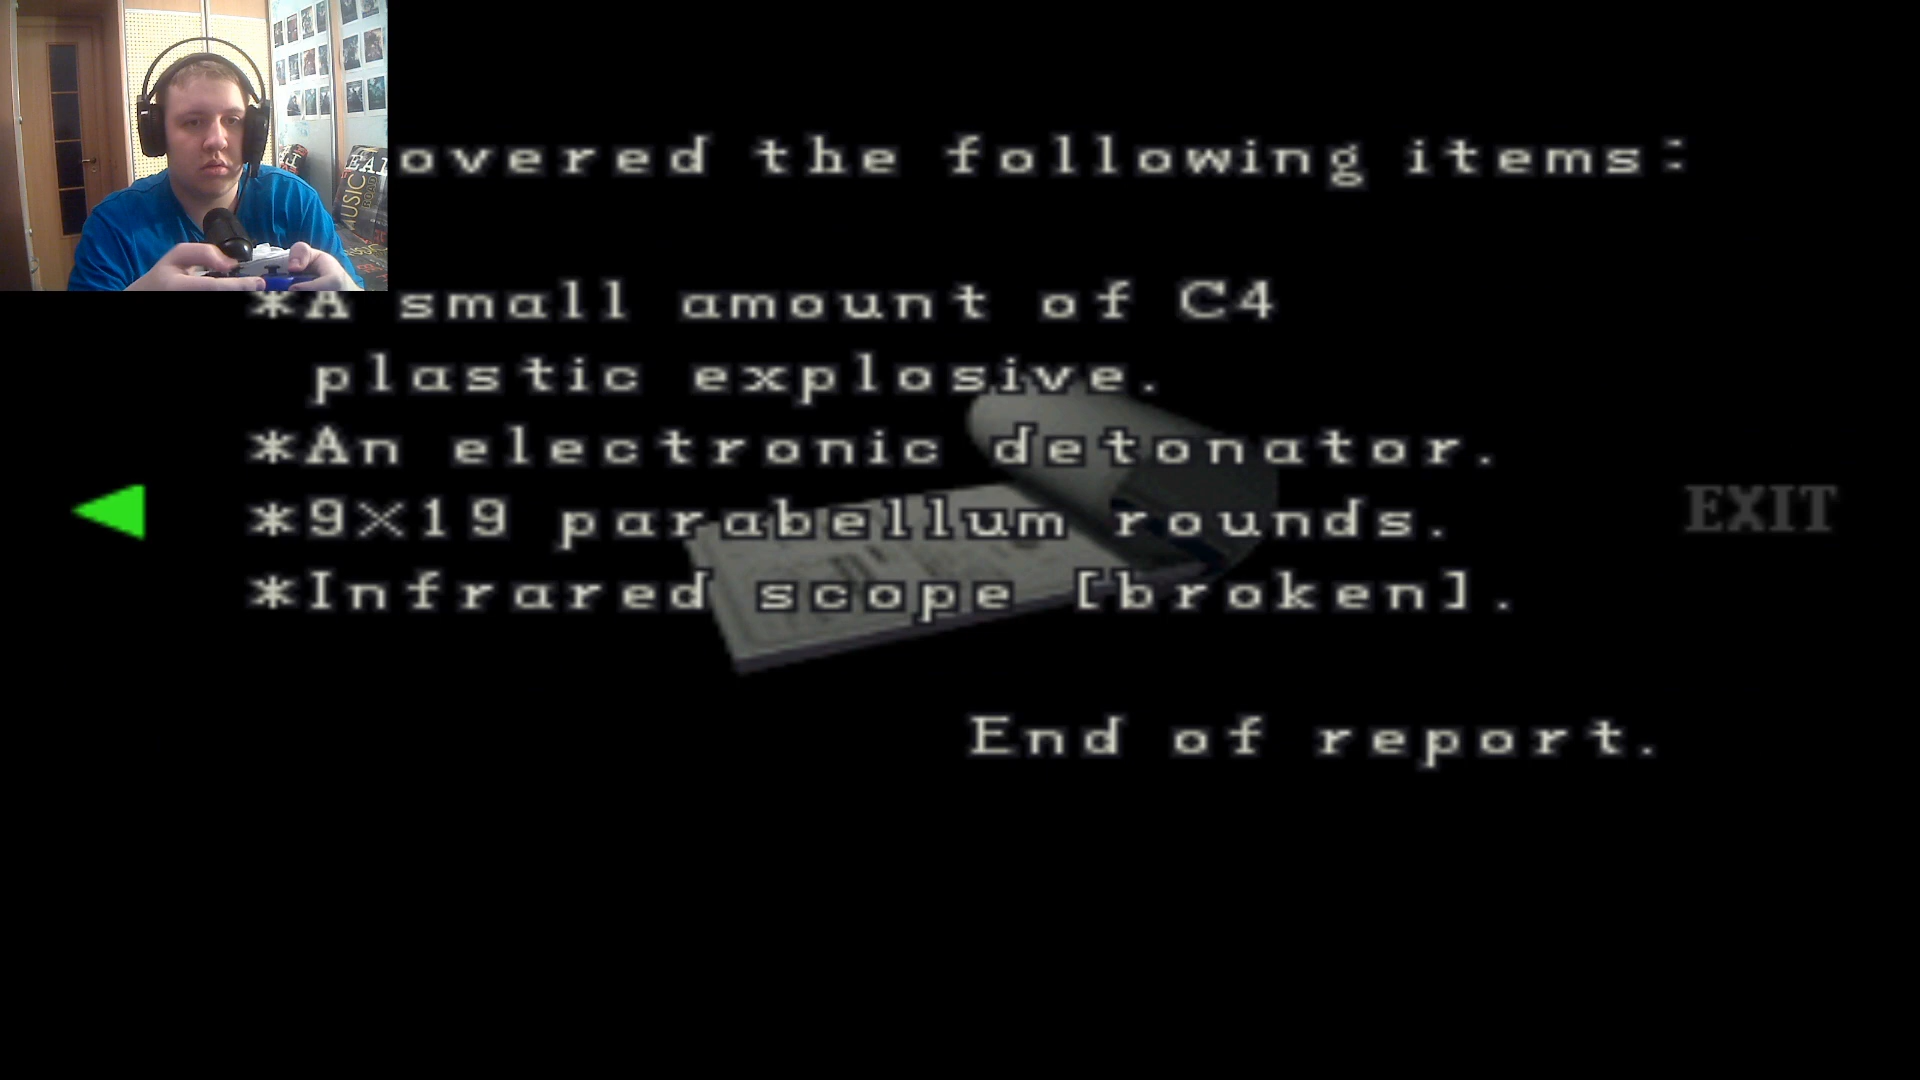 overed the following items:
*A small amount of C4
plastic explosive.
*An electronic detonator.
*9×19 parabellum rounds.
EXIT
*Infrared scope [broken].
End of report.
MUSIC